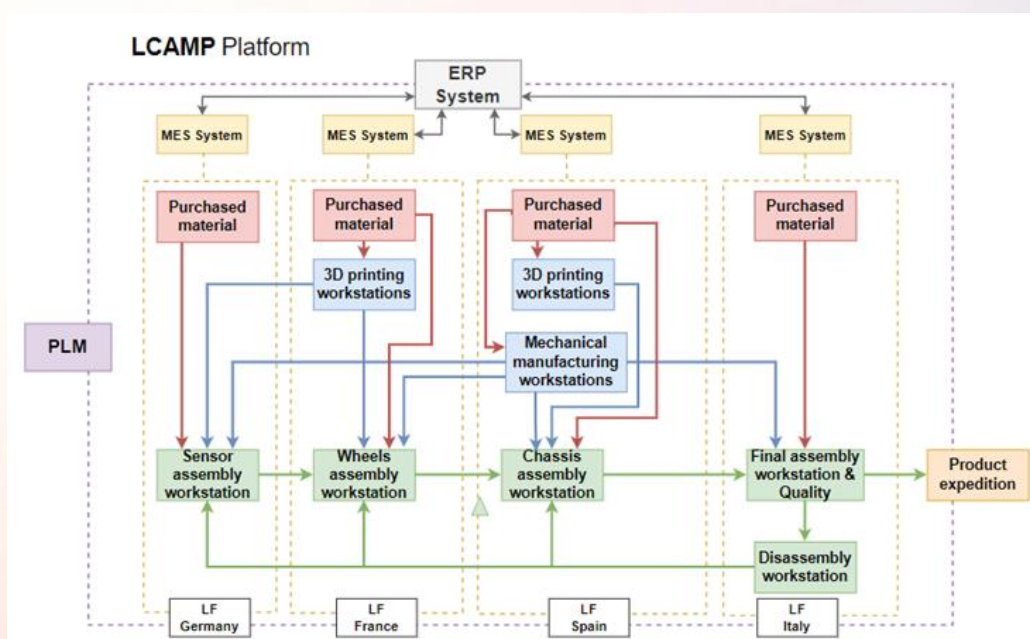 LCAMP Platform
ERP
System
MES System
MES System
MES System
MES System
Purchased
material
Purchased
material
Purchased
material
Purchased
material
3D printing
workstations
3D printing
workstations
PLM
Mechanical
manufacturing
workstations
Sensor
assembly
workstation
Wheels
assembly
workstation
Chassis
assembly
workstation
Final assembly
workstation &
Quality
Product
expedition
Disassembly
workstation
LF
Germany
LF
France
LF
Spain
LF
Italy